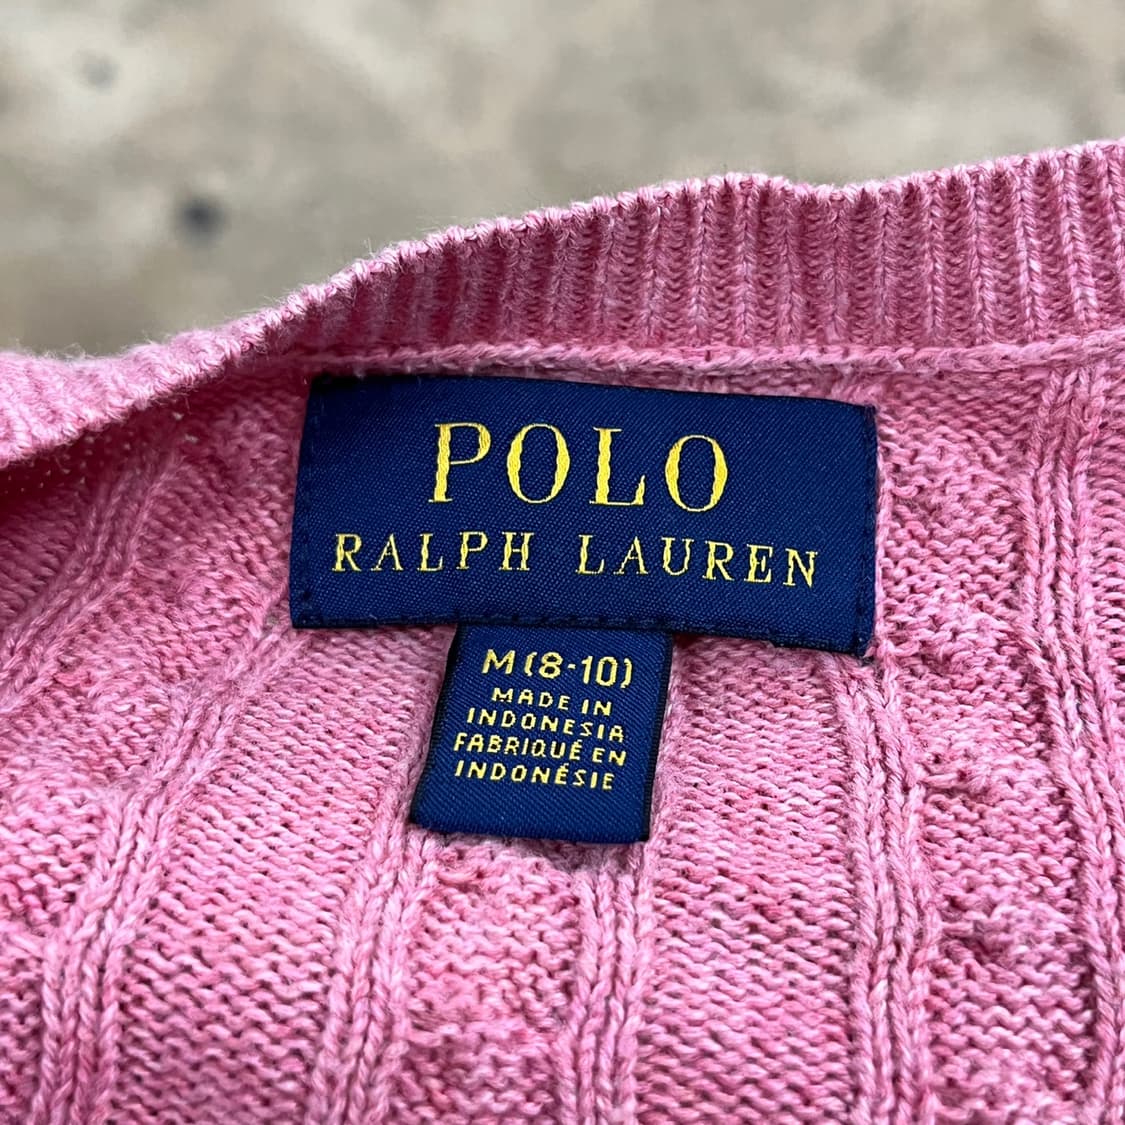 POLO
RALPH LAUREN
M (8-10)
MADE IN
INDONESIA
FABRIQUÉ EN
INDONÉSIE